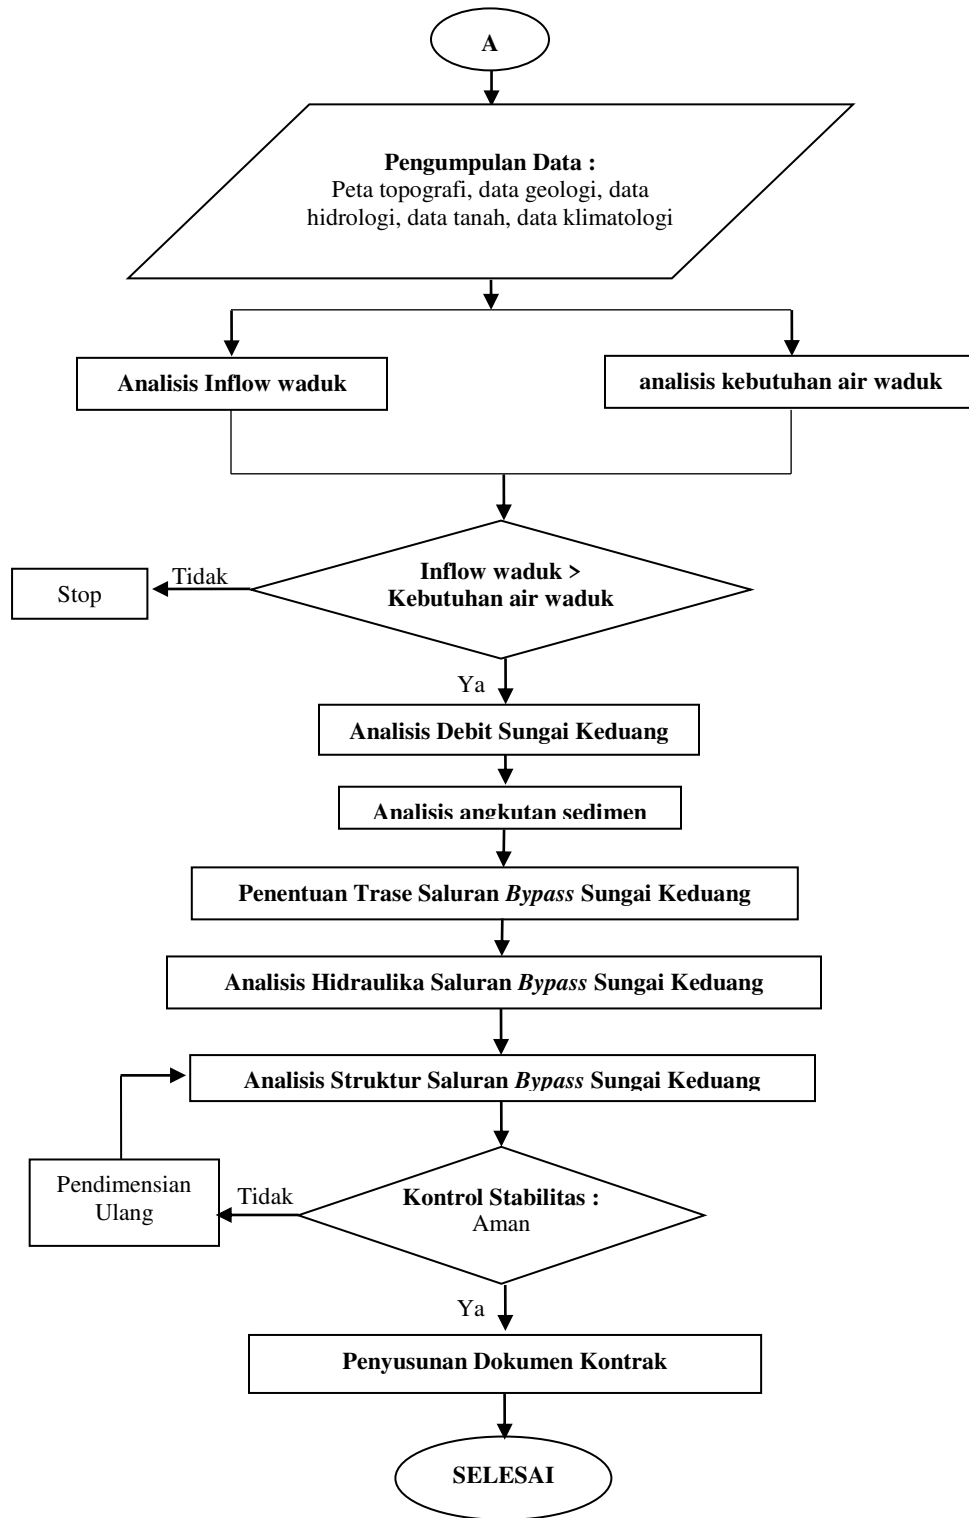 A
Pengumpulan Data :
Peta topografi, data geologi, data
hidrologi, data tanah, data klimatologi
Analisis Inflow waduk
analisis kebutuhan air waduk
Inflow waduk >
Kebutuhan air waduk
Tidak
Stop
Ya
Analisis Debit Sungai Keduang
Analisis angkutan sedimen
Penentuan Trase Saluran Bypass Sungai Keduang
Analisis Hidraulika Saluran Bypass Sungai Keduang
Analisis Struktur Saluran Bypass Sungai Keduang
Pendimensian
Ulang
Tidak
Kontrol Stabilitas :
Aman
Ya
Penyusunan Dokumen Kontrak
SELESAI